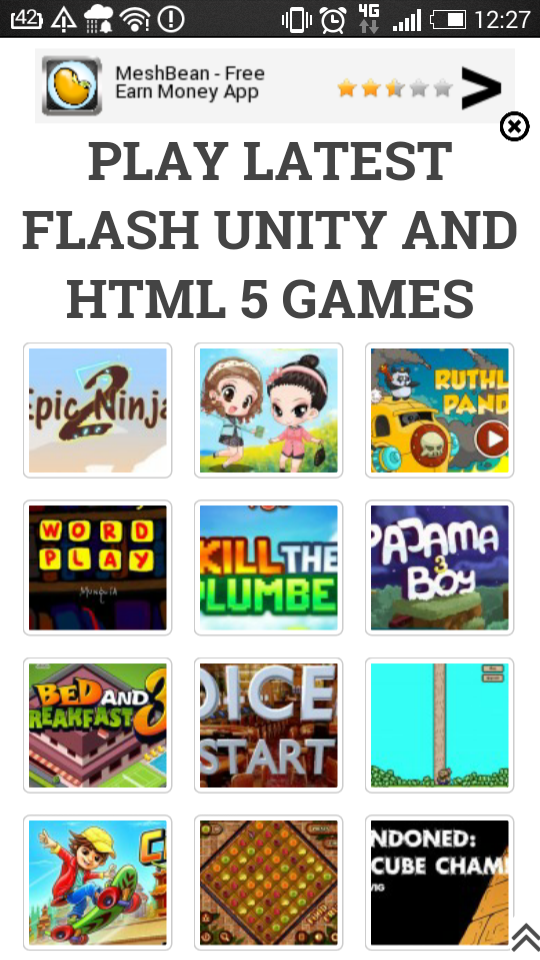 42 4G 12:27
MeshBean - Free
Earn Money App
PLAY LATEST
FLASH UNITY AND
HTML 5 GAMES
Epic Ninja
2
RUTHL
PAND
WORD
PLAY
Munguia
KILL THE
PLUMBE
PAJAMA
3
BOY
BED AND
REAKFAST 3
DICE
START
C
NDONED:
CUBE CHAM
VIG